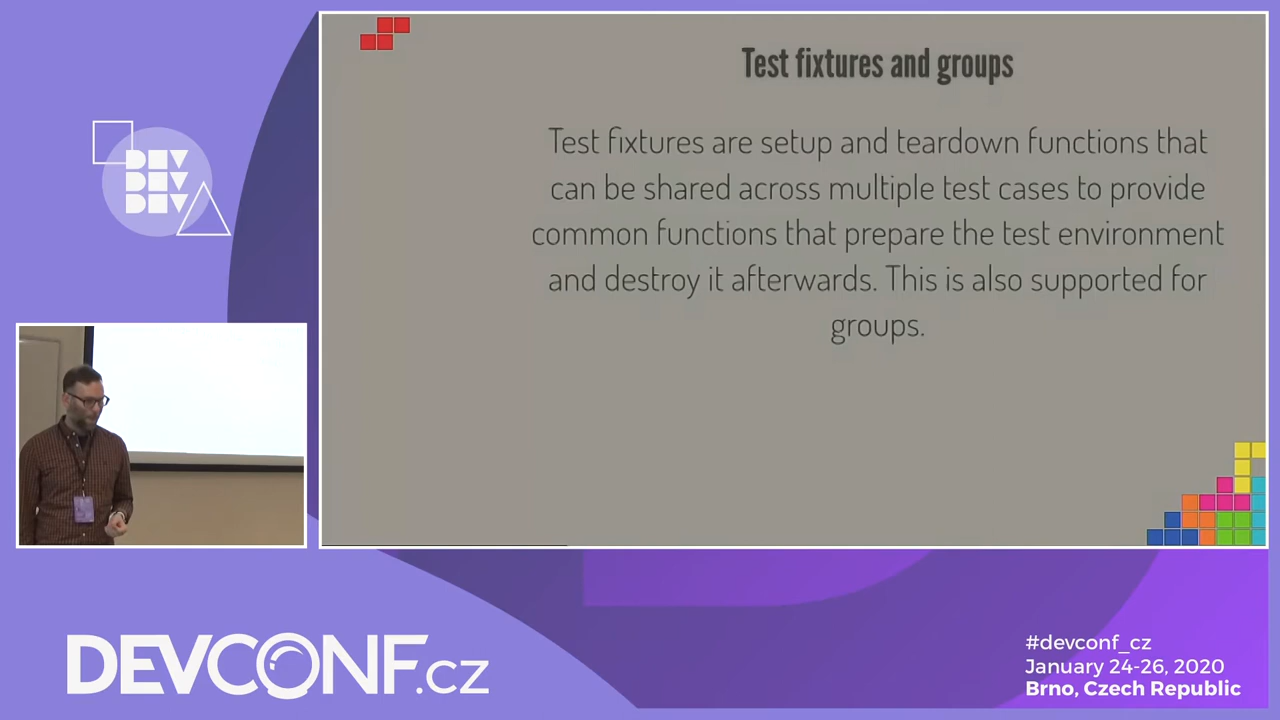 Test fixtures and groups
Test fixtures are setup and teardown functions that
can be shared across multiple test cases to provide
common functions that prepare the test environment
and destroy it afterwards. This is also supported for
groups.
DEV
DEV
DEV
DEVCONF.cz
#devconf_cz
January 24-26, 2020
Brno, Czech Republic